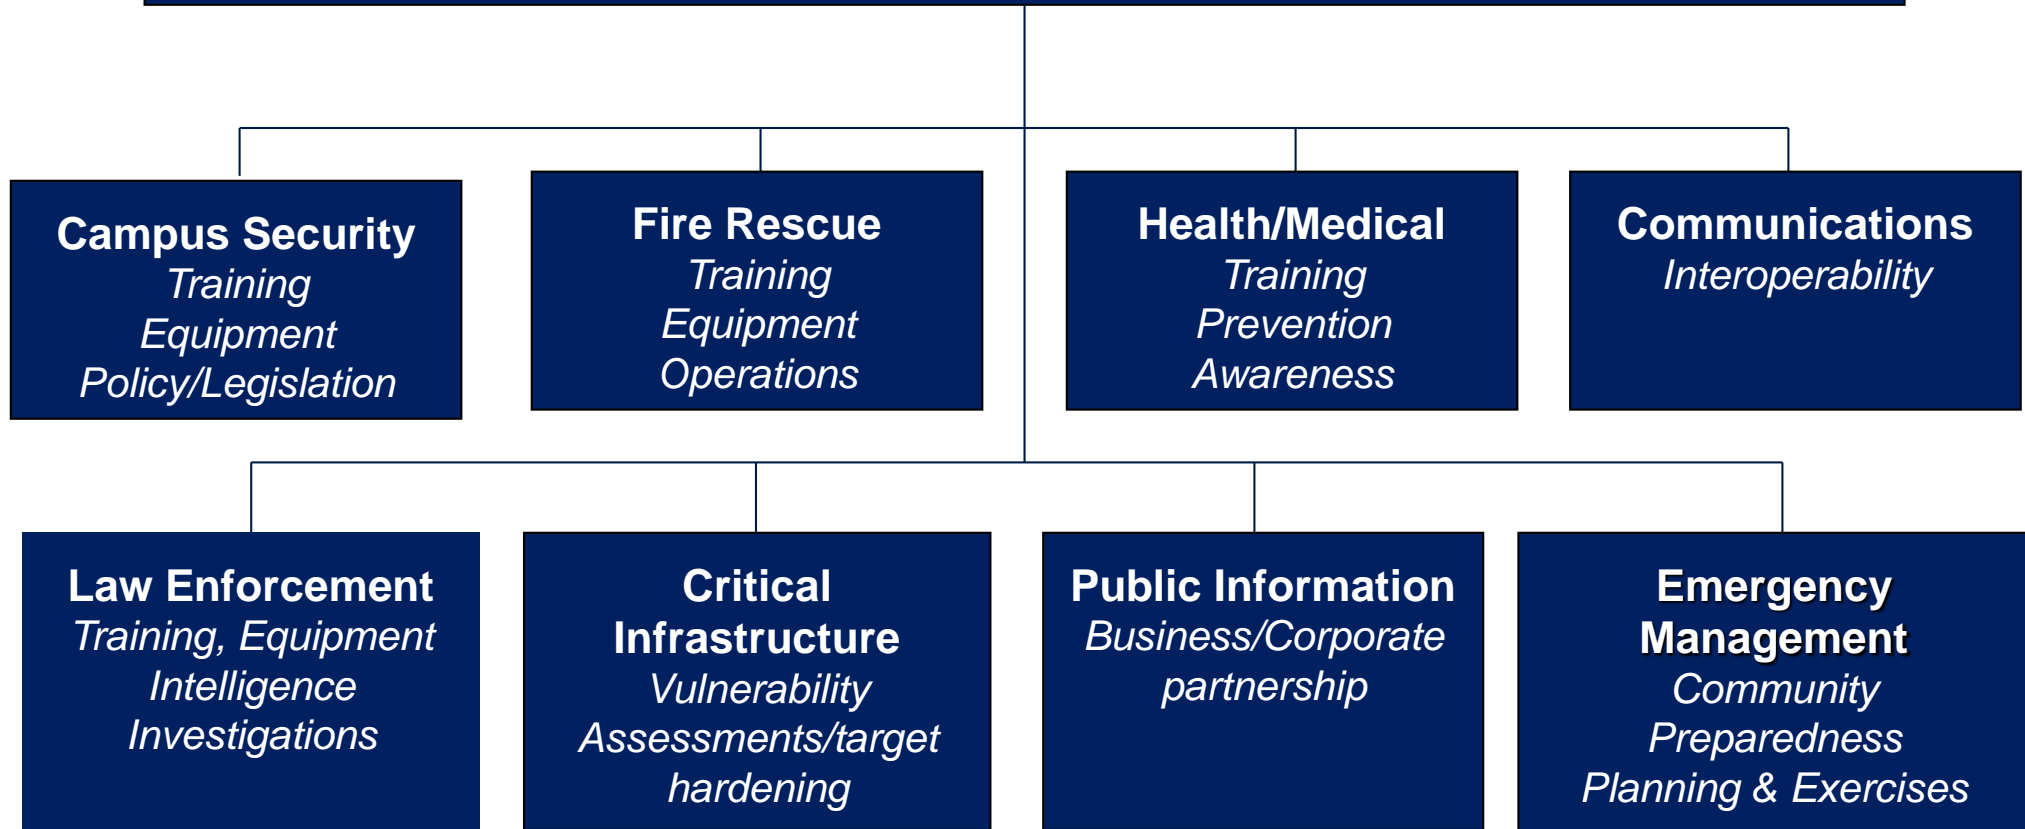 Campus Security
Training
Equipment
Policy/Legislation
Fire Rescue
Training
Equipment
Operations
Health/Medical
Training
Prevention
Awareness
Communications
Interoperability
Law Enforcement
Training, Equipment
Intelligence
Investigations
Critical
Infrastructure
Vulnerability
Assessments/target
hardening
Public Information
Business/Corporate
partnership
Emergency
Management
Community
Preparedness
Planning & Exercises